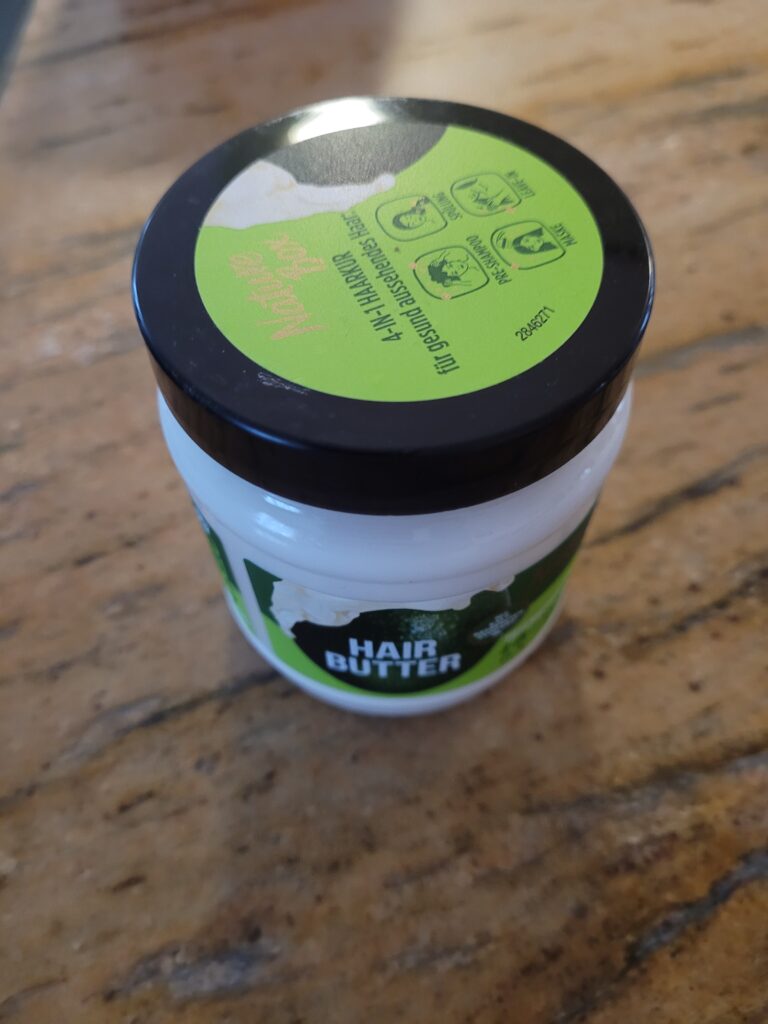 Nature
Box
4-IN-1 HAARKUR
für gesund aussehendes Haar.
PRE-SHAMPOO
SPÜLUNG
MASKE
LEAVE-IN
2846271
HAIR
BUTTER